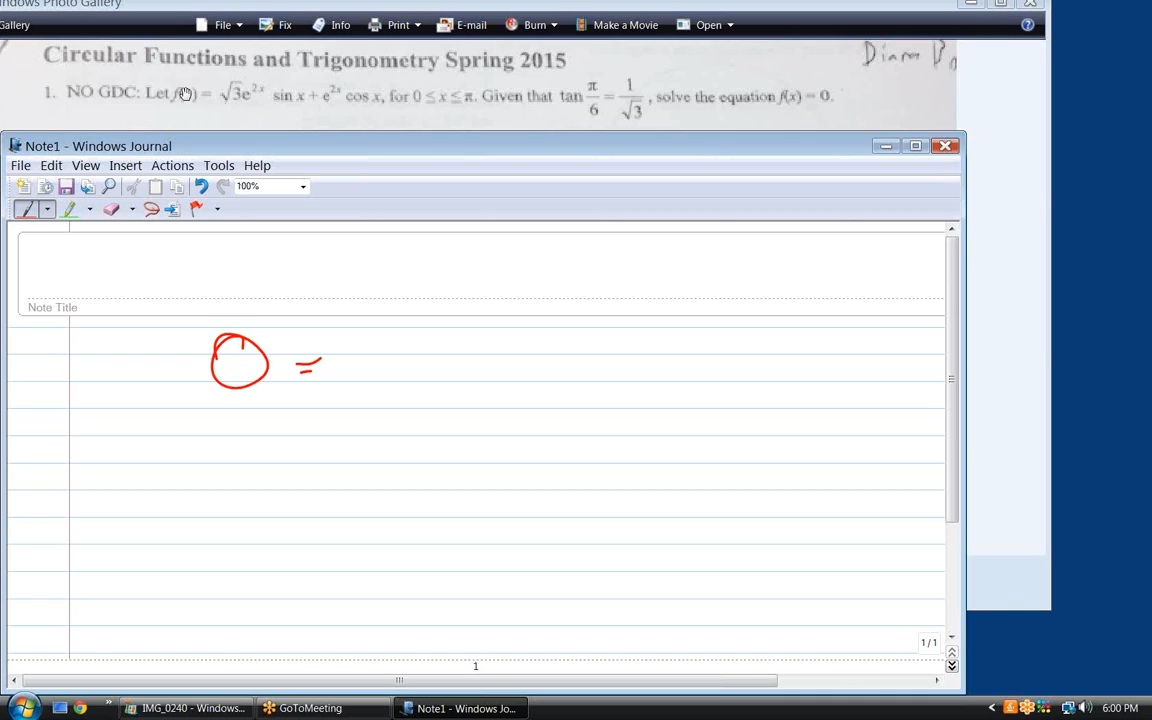 Windows Photo Gallery
Gallery File Fix Info Print E-mail Burn Make a Movie Open
Circular Functions and Trigonometry Spring 2015
1. NO GDC: Let f(x) = √3e^{2x} sin x + e^{2x} cos x, for 0 ≤ x ≤ π. Given that tan π/6 = 1/√3, solve the equation f(x) = 0.
Note1 - Windows Journal
File Edit View Insert Actions Tools Help
100%
Note Title
0 =
1/1
1
IMG_0240 - Windows... GoToMeeting Note1 - Windows Jo... 6:00 PM